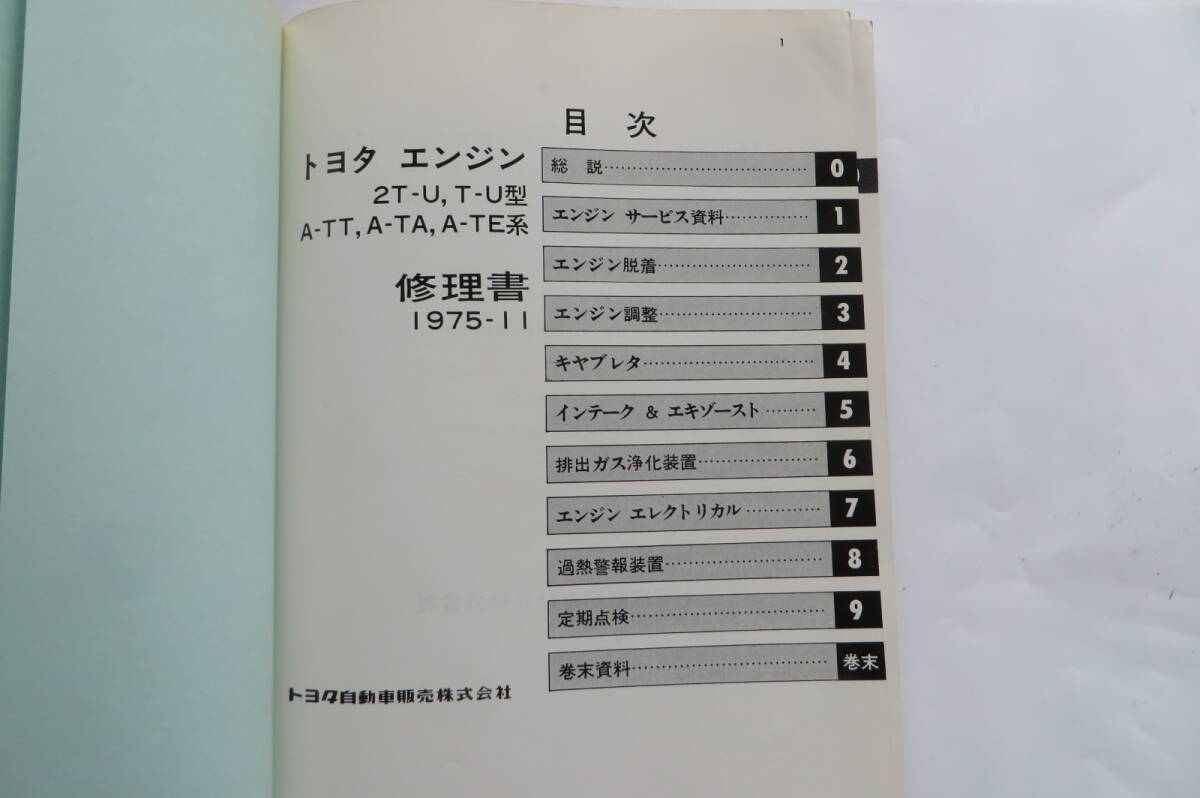 1
目次
トヨタ エンジン
2T-U, T-U型
A-TT, A-TA, A-TE系
修理書
1975-11
総説 0
エンジン サービス資料 1
エンジン脱着 2
エンジン調整 3
キヤブレタ 4
インテーク & エキゾースト 5
排出ガス浄化装置 6
エンジン エレクトリカル 7
過熱警報装置 8
定期点検 9
巻末資料 巻末
トヨタ自動車販売株式会社